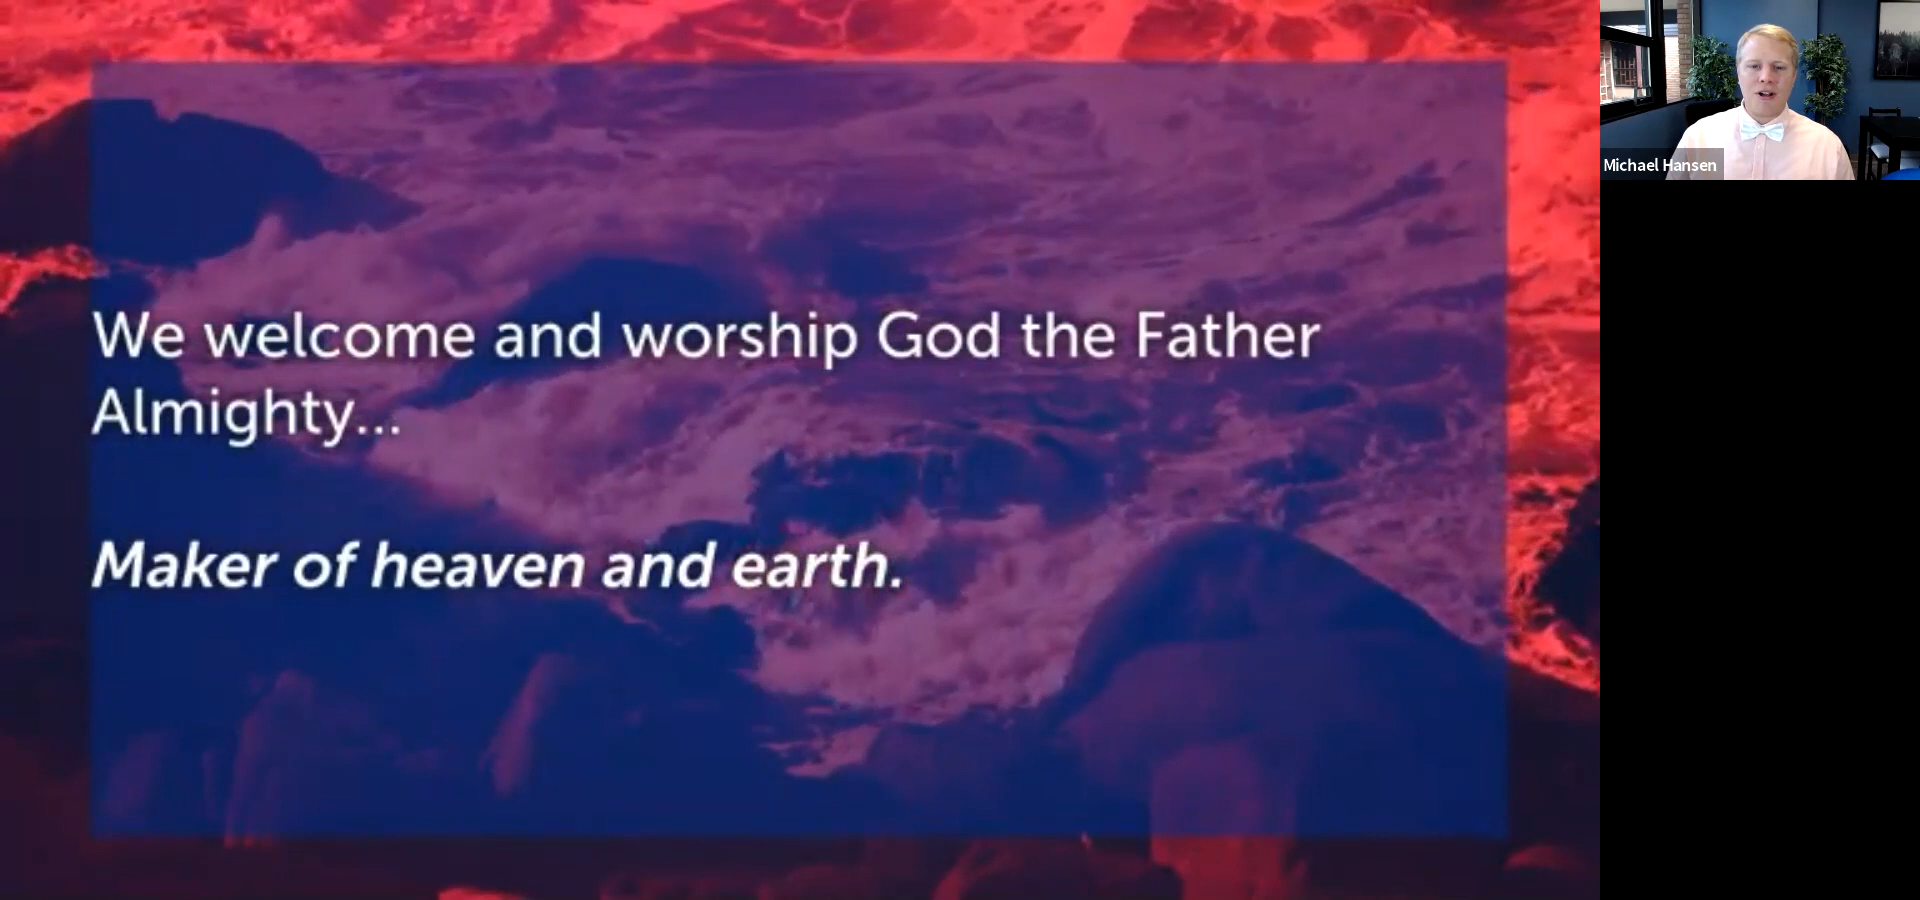 We welcome and worship God the Father
Almighty...
Maker of heaven and earth.
Michael Hansen